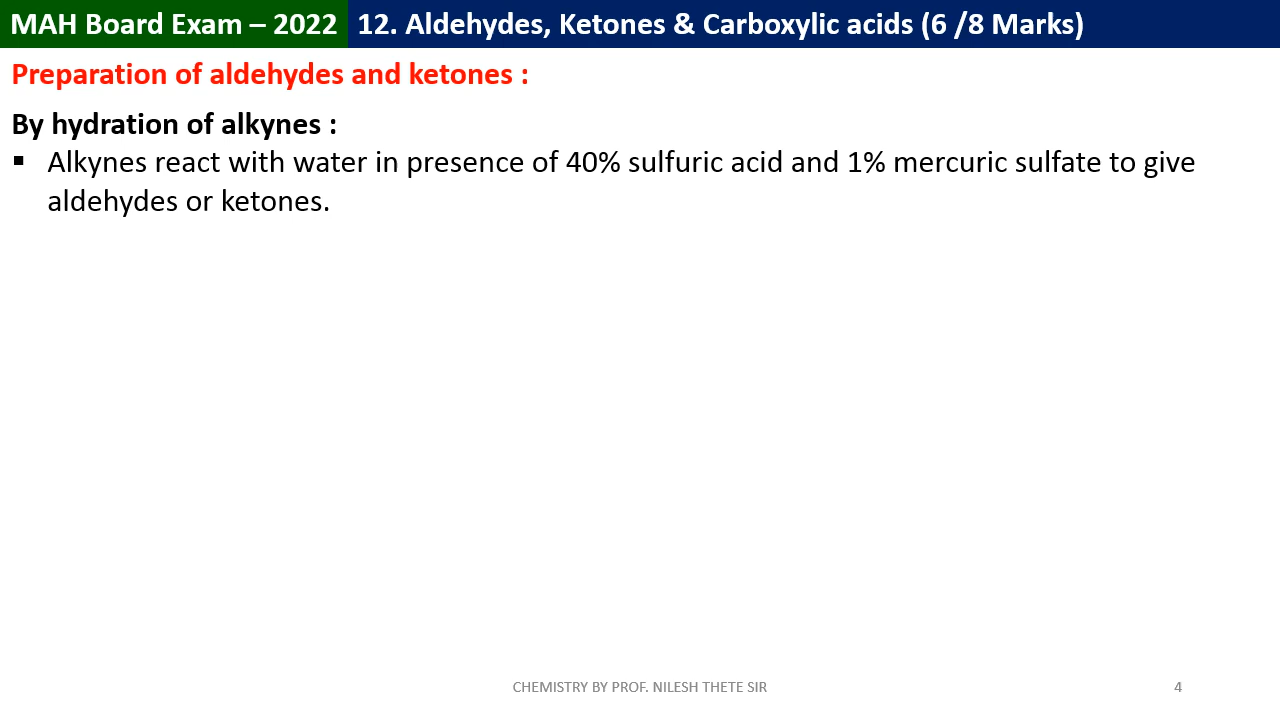 MAH Board Exam – 2022 12. Aldehydes, Ketones & Carboxylic acids (6 /8 Marks)
Preparation of aldehydes and ketones :
By hydration of alkynes :
▪ Alkynes react with water in presence of 40% sulfuric acid and 1% mercuric sulfate to give
aldehydes or ketones.
CHEMISTRY BY PROF. NILESH THETE SIR 4